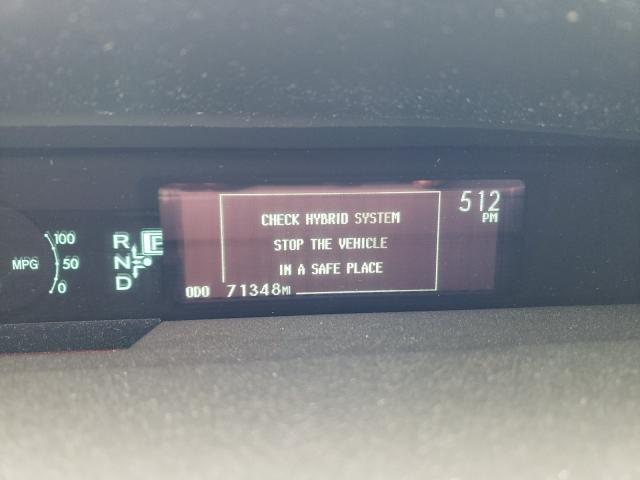 512
PM
CHECK HYBRID SYSTEM
STOP THE VEHICLE
IN A SAFE PLACE
ODO 71348MI
100
MPG 50
0
R P
N
D